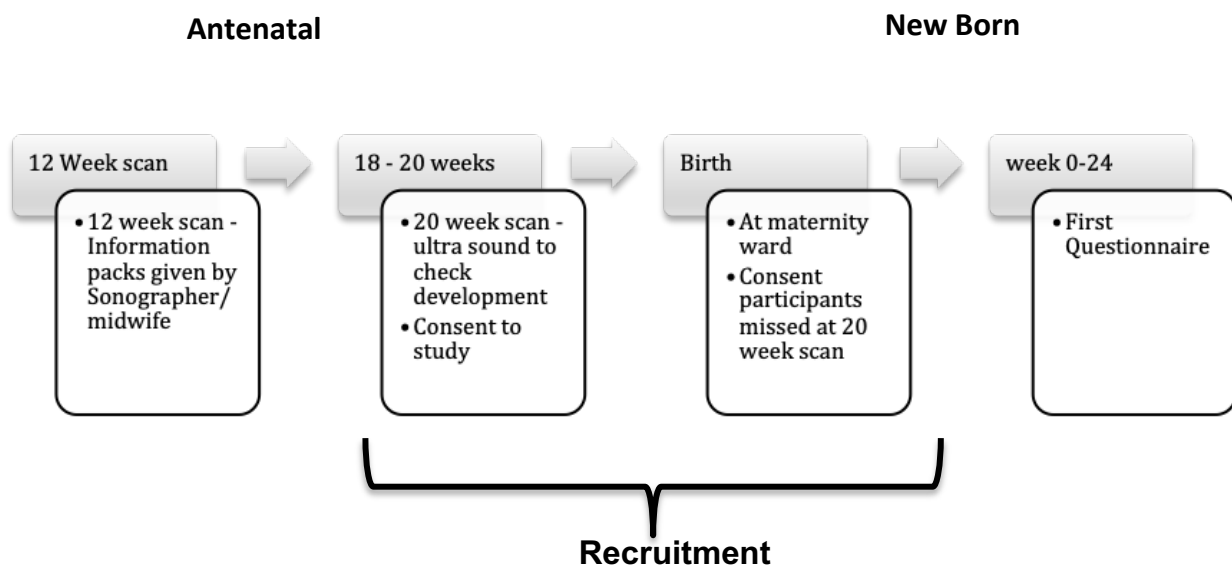 Antenatal
New Born
12 Week scan
• 12 week scan -
Information
packs given by
Sonographer/
midwife
18 - 20 weeks
• 20 week scan -
ultra sound to
check
development
• Consent to
study
Birth
• At maternity
ward
• Consent
participants
missed at 20
week scan
week 0-24
• First
Questionnaire
Recruitment